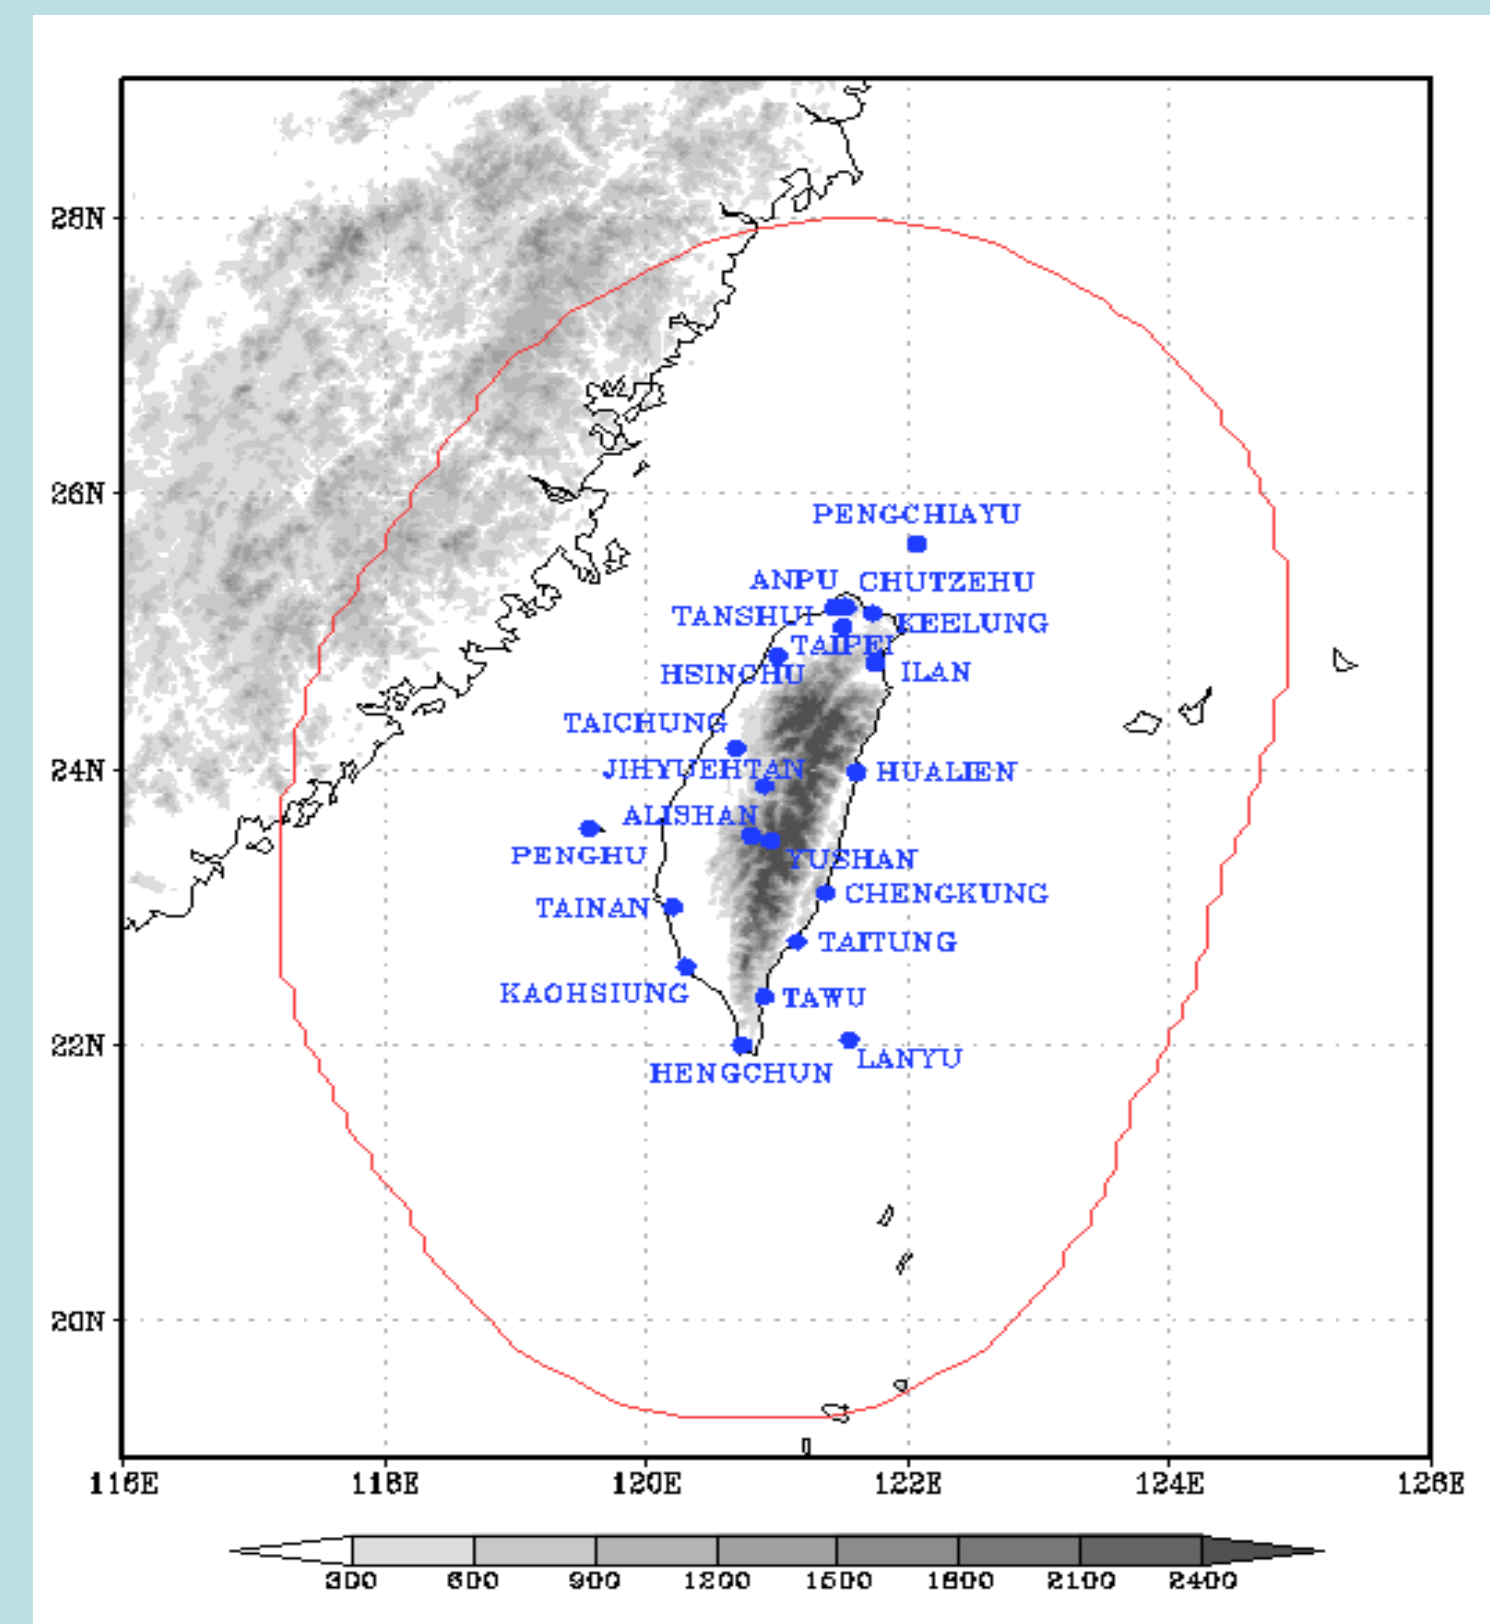 28N
26N
PENGCHIAYU
ANPU CHUTZEHU
TANSHUI KEELUNG
TAIPEI
HSINCHU ILAN
TAICHUNG
24N
JIHYUEHTAN HUALIEN
ALISHAN
PENGHU YUSHAN
CHENGKUNG
TAINAN
TAITUNG
KAOHSIUNG TAWU
22N
LANYU
HENGCHUN
20N
116E 118E 120E 122E 124E 126E
300 600 900 1200 1500 1800 2100 2400